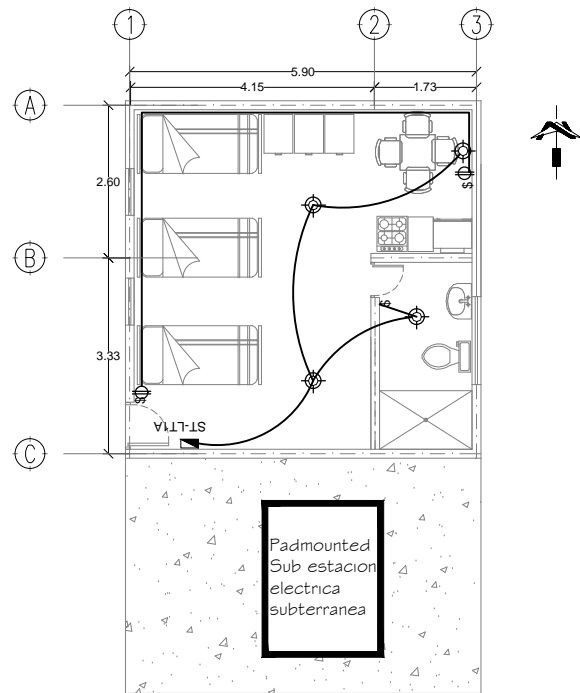 1
2
3
5.90
4.15
1.73
A
2.60
S
B
S
3.33
S
ST-LT1A
C
Padmounted
Sub estacion
electrica
subterranea